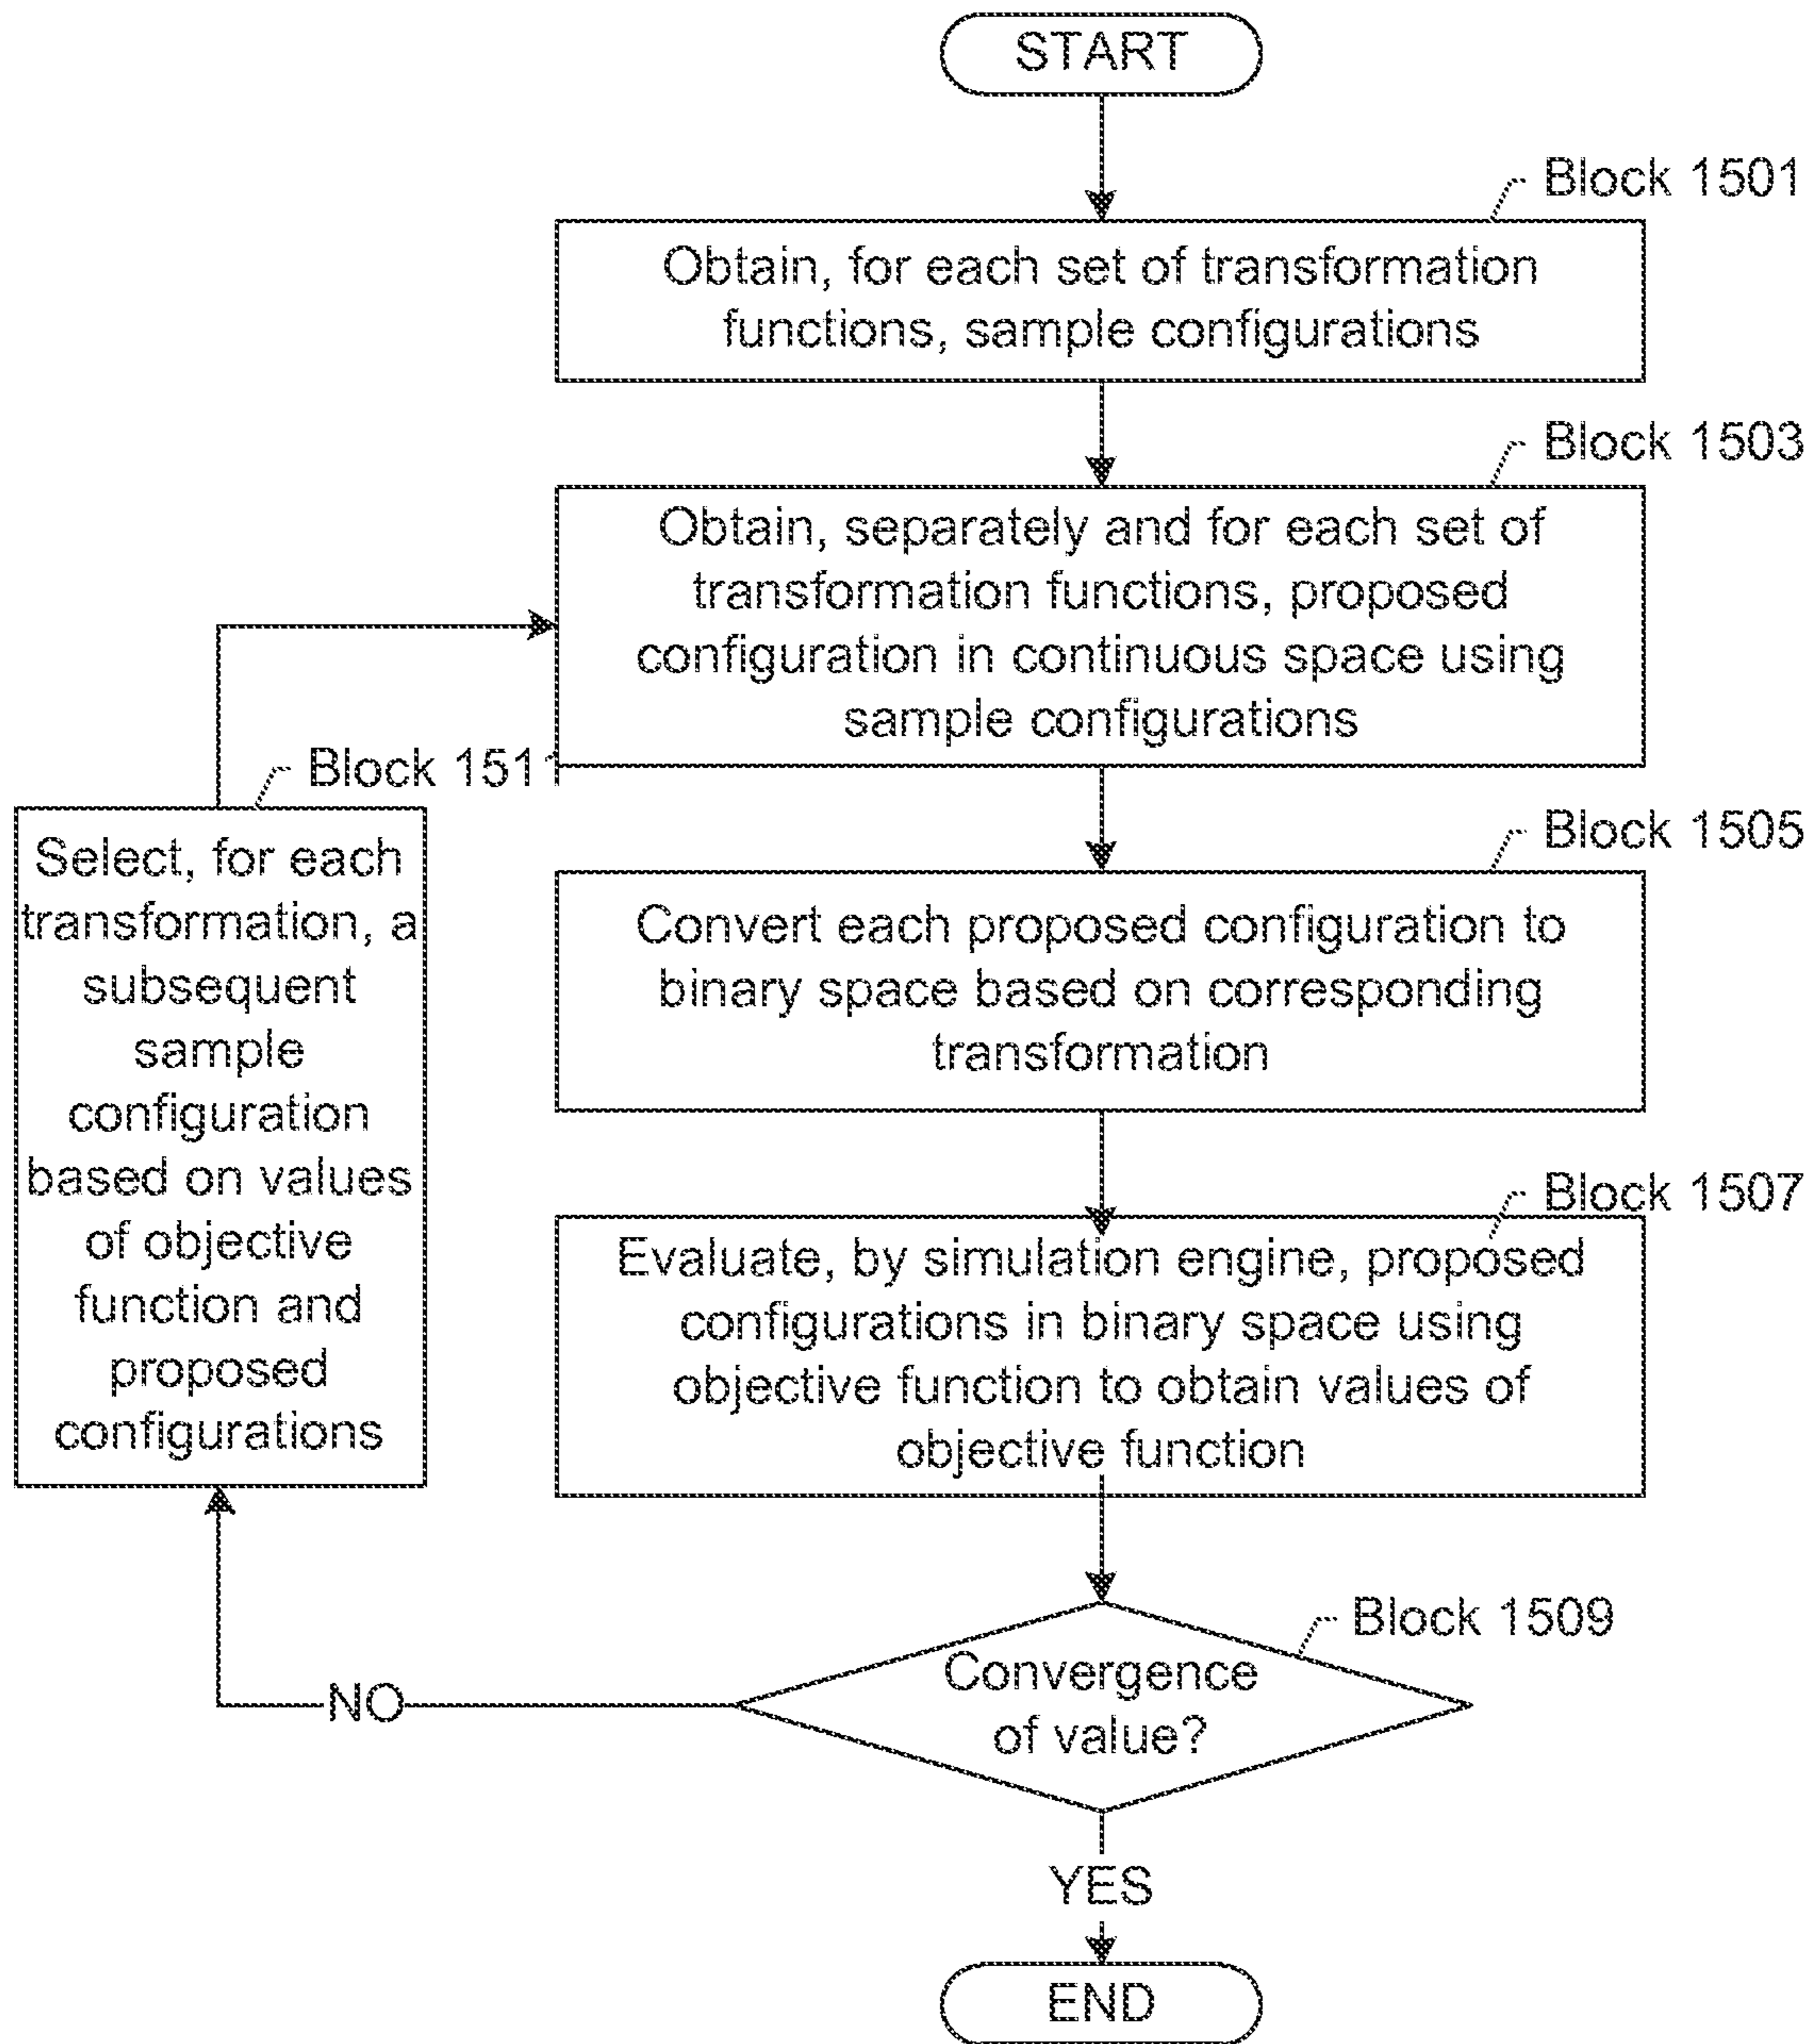 START
Block 1501
Obtain, for each set of transformation
functions, sample configurations
Block 1503
Obtain, separately and for each set of
transformation functions, proposed
configuration in continuous space using
sample configurations
Block 151
Select, for each
transformation, a
subsequent
sample
configuration
based on values
of objective
function and
proposed
configurations
Block 1505
Convert each proposed configuration to
binary space based on corresponding
transformation
Block 1507
Evaluate, by simulation engine, proposed
configurations in binary space using
objective function to obtain values of
objective function
Block 1509
Convergence
of value?
NO
YES
END